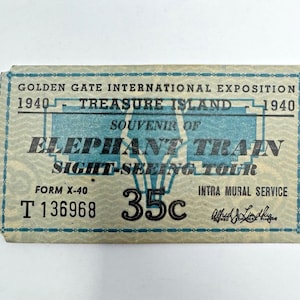 GOLDEN GATE INTERNATIONAL EXPOSITION
1940 TREASURE ISLAND 1940
SOUVENIR OF
ELEPHANT TRAIN
SIGHT-SEEING TOUR
FORM X-40 INTRA MURAL SERVICE
T 136968 35c